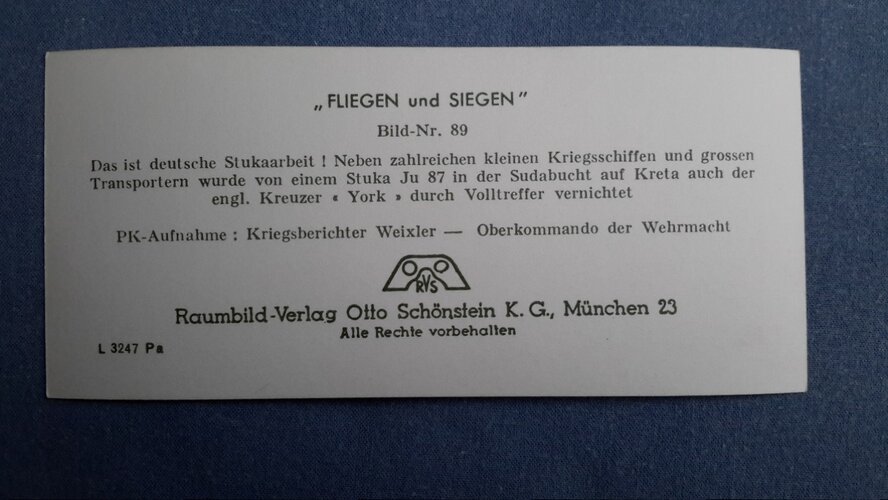 „FLIEGEN und SIEGEN”
Bild-Nr. 89
Das ist deutsche Stukaarbeit ! Neben zahlreichen kleinen Kriegsschiffen und grossen
Transportern wurde von einem Stuka Ju 87 in der Sudabucht auf Kreta auch der
engl. Kreuzer « York » durch Volltreffer vernichtet
PK-Aufnahme : Kriegsberichter Weixler — Oberkommando der Wehrmacht
RVS
Raumbild-Verlag Otto Schönstein K. G., München 23
Alle Rechte vorbehalten
L 3247 Pa